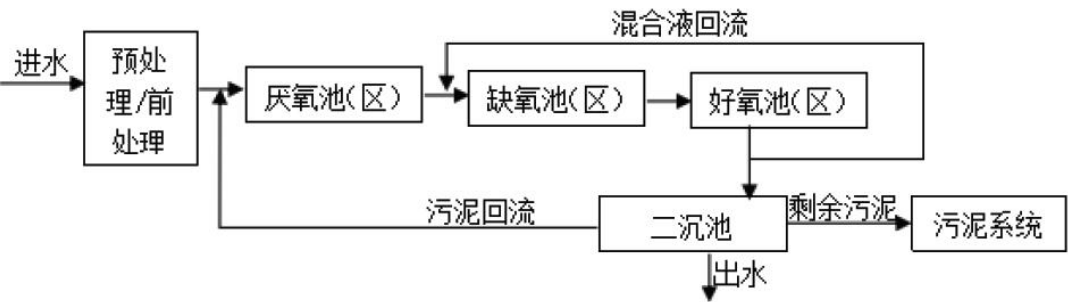 混合液回流
进水
预处
理/前
处理
厌氧池(区)
缺氧池(区)
好氧池(区)
污泥回流
二沉池
剩余污泥
污泥系统
出水